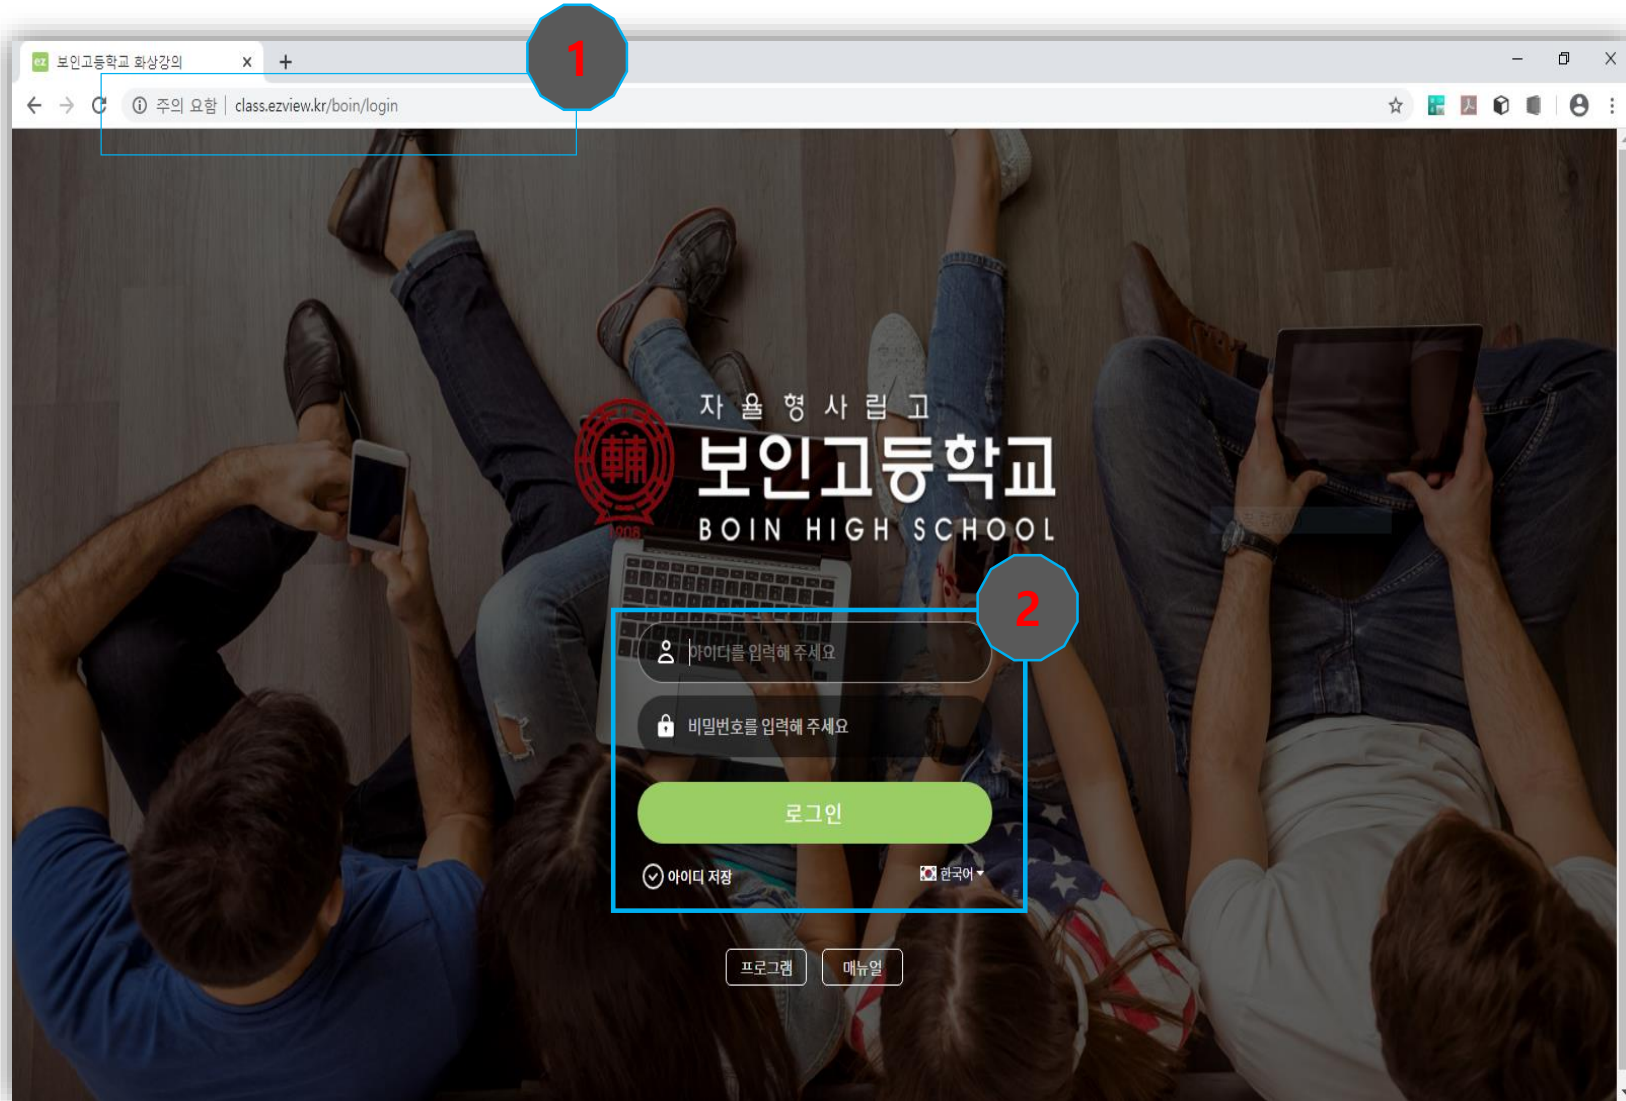 1
ez 보인고등학교 화상강의
주의 요함 | class.ezview.kr/boin/login
자율형사립고
보인고등학교
BOIN HIGH SCHOOL
輔
1908
2
아이디를 입력해 주세요
비밀번호를 입력해 주세요
로그인
아이디 저장
한국어
프로그램
매뉴얼